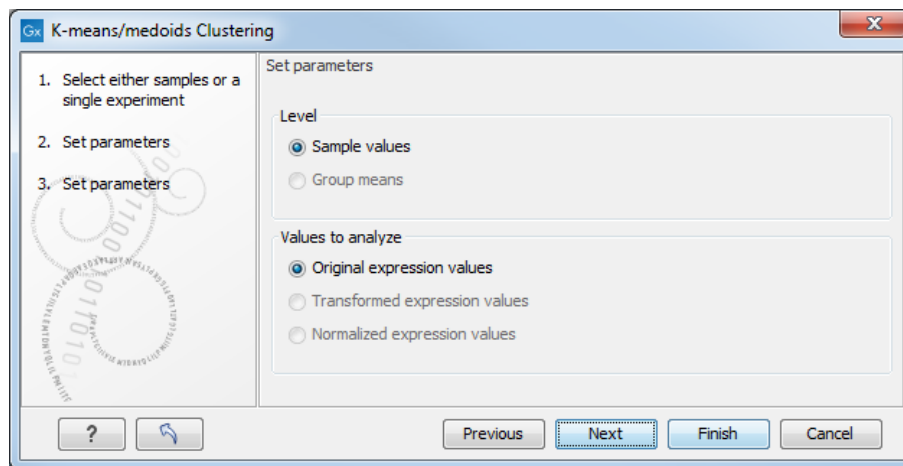 Gx K-means/medoids Clustering
X
1. Select either samples or a
single experiment
2. Set parameters
3. Set parameters
Set parameters
Level
Sample values
Group means
Values to analyze
Original expression values
Transformed expression values
Normalized expression values
?
Previous
Next
Finish
Cancel